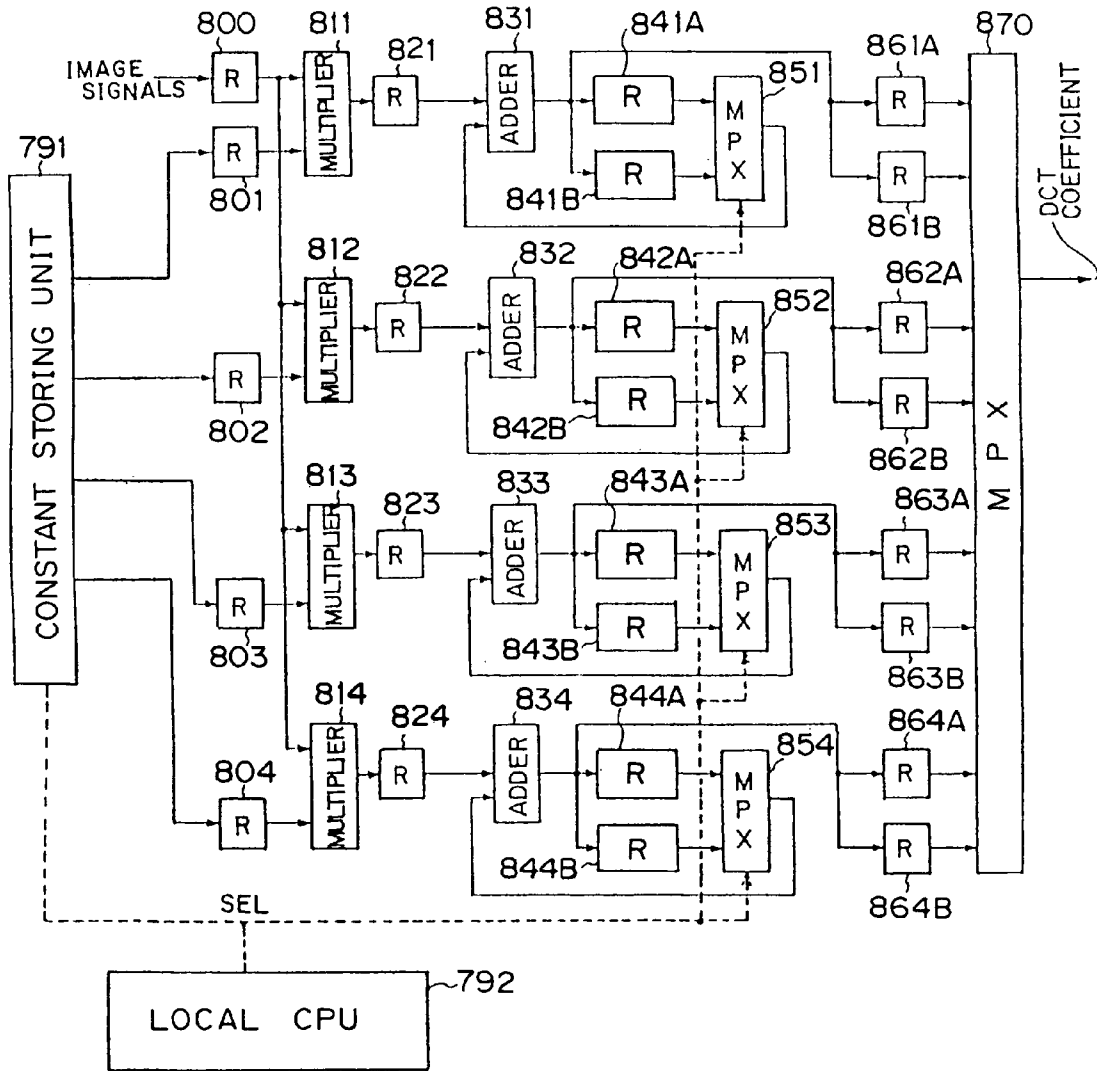 800
811
821
831
841A
861A
870
IMAGE
SIGNALS
R
MULTIPLIER
R
ADDER
R
MPX
851
R
791
R
801
R
841B
R
861B
DCT
COEFFICIENT
CONSTANT STORING UNIT
812
822
832
842A
862A
MULTIPLIER
R
ADDER
R
MPX
852
R
R
802
R
842B
R
862B
MPX
813
823
833
843A
863A
MULTIPLIER
R
ADDER
R
MPX
853
R
R
803
R
843B
R
863B
814
824
834
844A
864A
MULTIPLIER
R
ADDER
R
MPX
854
R
804
R
R
844B
R
864B
SEL
792
LOCAL CPU